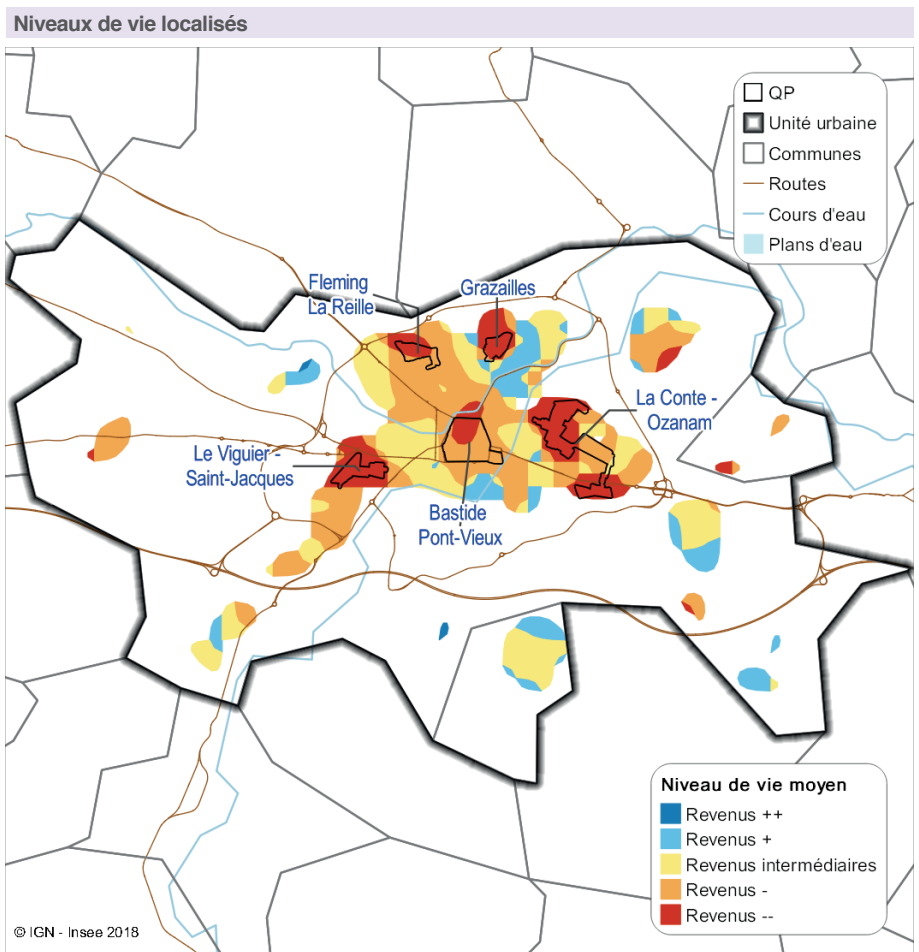 Niveaux de vie localisés
QP
Unité urbaine
Communes
Routes
Cours d'eau
Plans d'eau
Fleming
La Reille
Grazailles
La Conte -
Ozanam
Le Viguier -
Saint-Jacques
Bastide
Pont-Vieux
Niveau de vie moyen
Revenus ++
Revenus +
Revenus intermédiaires
Revenus -
Revenus --
© IGN - Insee 2018